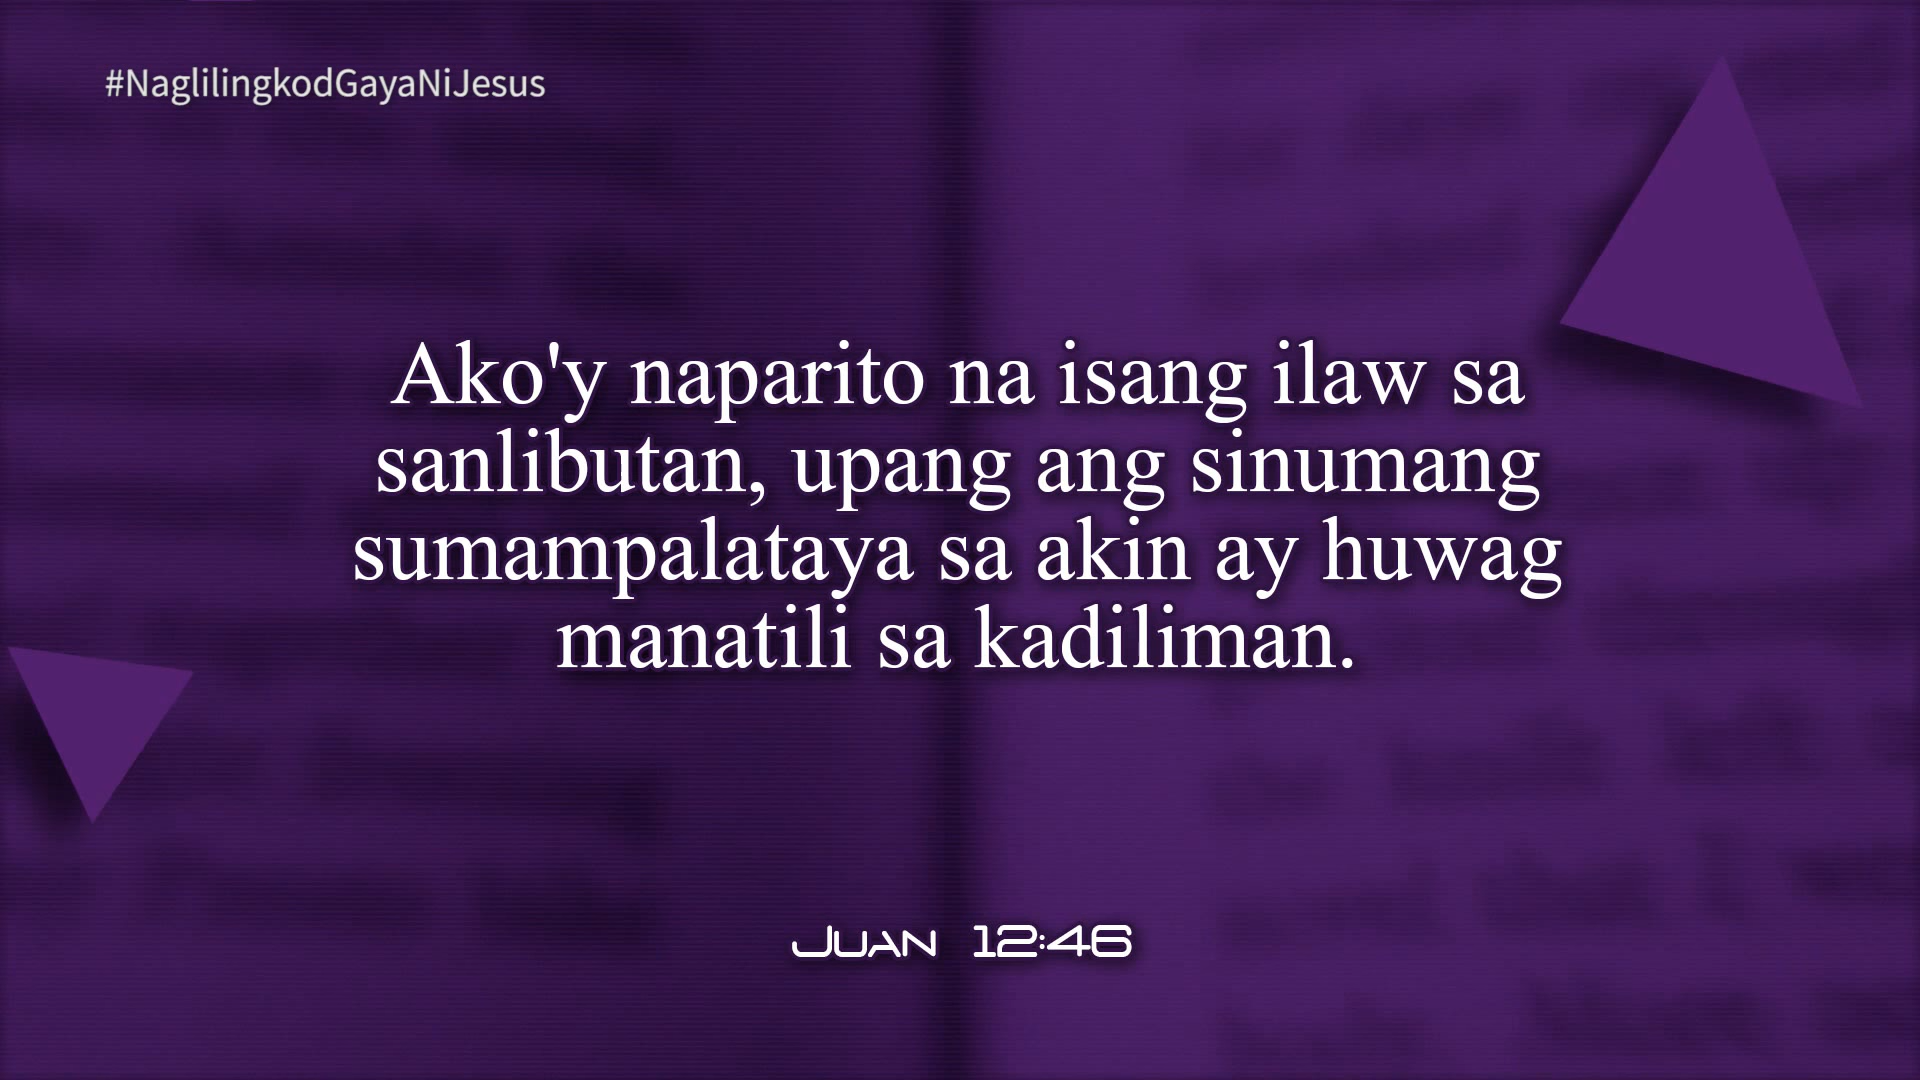 #NaglilingkodGayaNiJesus
Ako'y naparito na isang ilaw sa
sanlibutan, upang ang sinumang
sumampalataya sa akin ay huwag
manatili sa kadiliman.
Juan 12:46